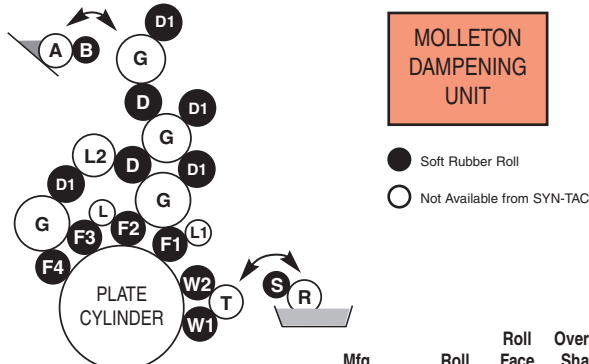 D1
A B
G
D
D1
G
L2
D
D1
D1
G
G
L
F3
F2
F1
L1
F4
PLATE
CYLINDER
W2
T
W1
S
R
MOLLETON
DAMPENING
UNIT
Soft Rubber Roll
Not Available from SYN-TAC
Roll Over
Mfg Roll Face Sha